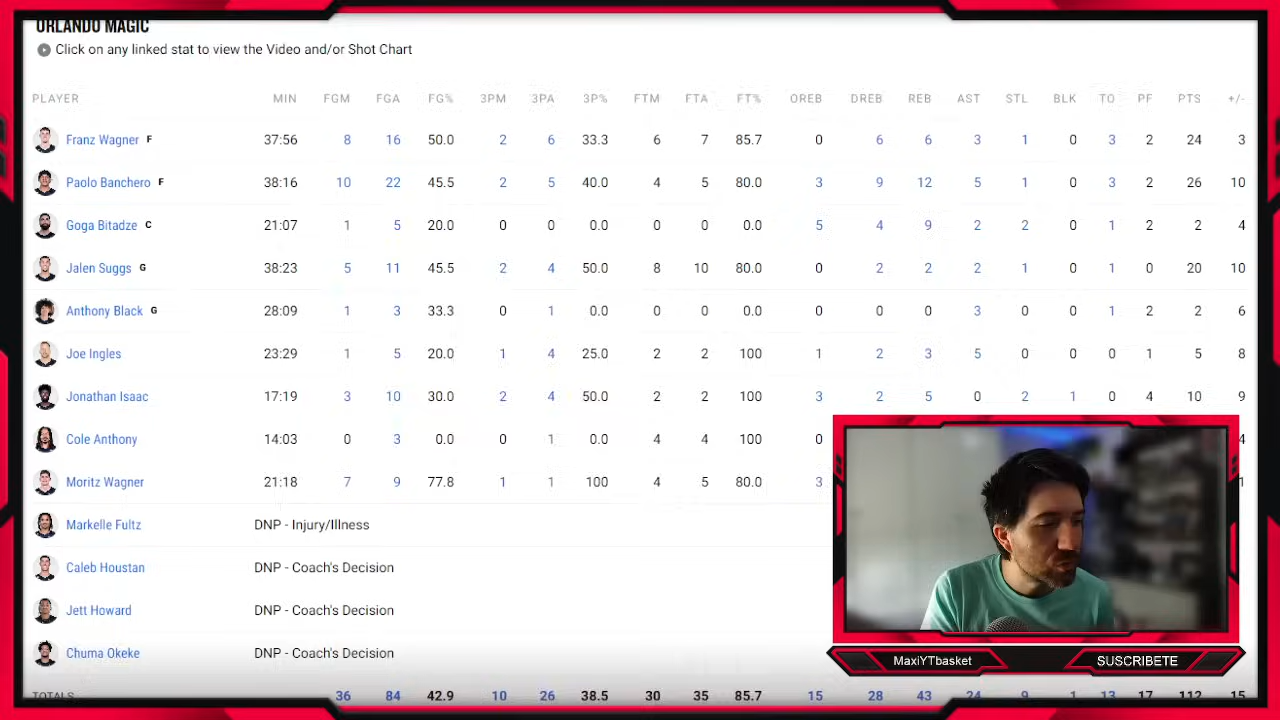 ORLANDO MAGIC
Click on any linked stat to view the Video and/or Shot Chart
PLAYER MIN FGM FGA FG% 3PM 3PA 3P% FTM FTA FT% OREB DREB REB AST STL BLK TO PF PTS +/-
Franz Wagner F 37:56 8 16 50.0 2 6 33.3 6 7 85.7 0 6 6 3 1 0 3 2 24 3
Paolo Banchero F 38:16 10 22 45.5 2 5 40.0 4 5 80.0 3 9 12 5 1 0 3 2 26 10
Goga Bitadze C 21:07 1 5 20.0 0 0 0.0 0 0 0.0 5 4 9 2 2 0 1 2 2 4
Jalen Suggs G 38:23 5 11 45.5 2 4 50.0 8 10 80.0 0 2 2 2 1 0 1 0 20 10
Anthony Black G 28:09 1 3 33.3 0 1 0.0 0 0 0.0 0 0 0 3 0 0 1 2 2 6
Joe Ingles 23:29 1 5 20.0 1 4 25.0 2 2 100 1 2 3 5 0 0 0 1 5 8
Jonathan Isaac 17:19 3 10 30.0 2 4 50.0 2 2 100 3 2 5 0 2 1 0 4 10 9
Cole Anthony 14:03 0 3 0.0 0 1 0.0 4 4 100 0 4
Moritz Wagner 21:18 7 9 77.8 1 1 100 4 5 80.0 3 1
Markelle Fultz DNP - Injury/Illness
Caleb Houstan DNP - Coach's Decision
Jett Howard DNP - Coach's Decision
Chuma Okeke DNP - Coach's Decision
TOTALS 36 84 42.9 10 26 38.5 30 35 85.7 15 28 43 24 9 1 13 17 112 15
MaxiYTbasket
SUSCRIBETE